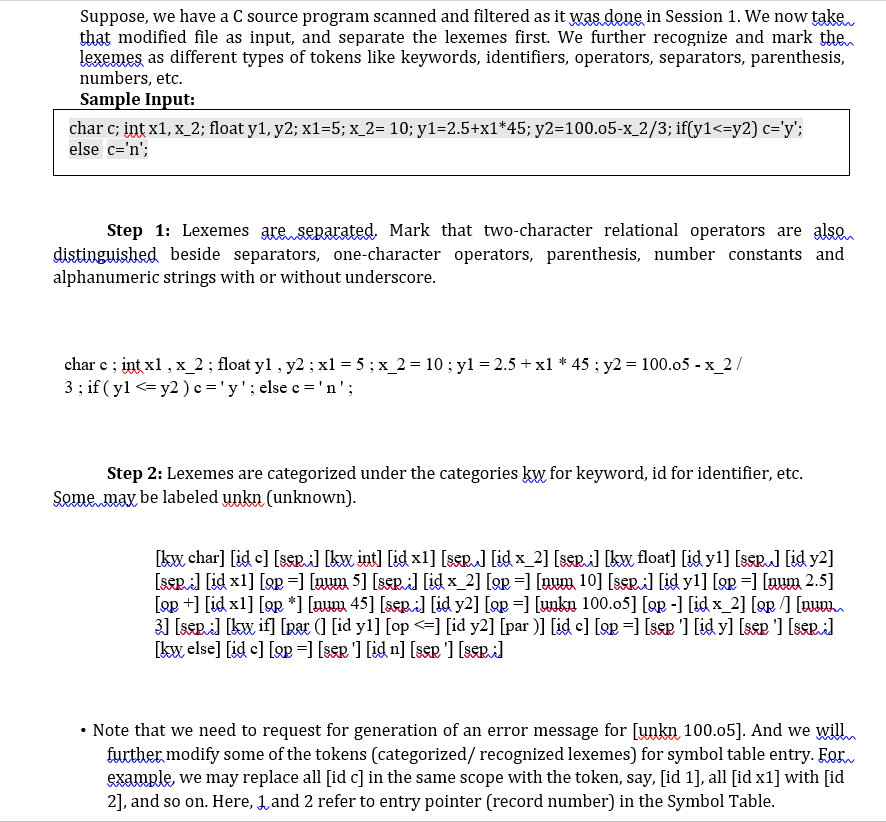 Suppose, we have a C source program scanned and filtered as it was done in Session 1. We now take
that modified file as input, and separate the lexemes first. We further recognize and mark the
lexemes as different types of tokens like keywords, identifiers, operators, separators, parenthesis,
numbers, etc.
Sample Input:
char c; int x1, x_2; float y1, y2; x1=5; x_2= 10; y1=2.5+x1*45; y2=100.o5-x_2/3; if(y1<=y2) c='y';
else c='n';
Step 1: Lexemes are separated. Mark that two-character relational operators are also
distinguished beside separators, one-character operators, parenthesis, number constants and
alphanumeric strings with or without underscore.
char c ; int x1 , x_2 ; float y1 , y2 ; x1 = 5 ; x_2 = 10 ; y1 = 2.5 + x1 * 45 ; y2 = 100.o5 - x_2 /
3 ; if ( y1 <= y2 ) c = ' y ' ; else c = ' n ' ;
Step 2: Lexemes are categorized under the categories kw for keyword, id for identifier, etc.
Some may be labeled unkn (unknown).
[kw char] [id c] [sep ;] [kw int] [id x1] [sep ,] [id x_2] [sep ;] [kw float] [id y1] [sep ,] [id y2]
[sep ;] [id x1] [op =] [num 5] [sep ;] [id x_2] [op =] [num 10] [sep ;] [id y1] [op =] [num 2.5]
[op +] [id x1] [op *] [num 45] [sep ;] [id y2] [op =] [unkn 100.o5] [op -] [id x_2] [op /] [num
3] [sep ;] [kw if] [par (] [id y1] [op <=] [id y2] [par )] [id c] [op =] [sep '] [id y] [sep '] [sep ;]
[kw else] [id c] [op =] [sep '] [id n] [sep '] [sep ;]
• Note that we need to request for generation of an error message for [unkn 100.o5]. And we will
further modify some of the tokens (categorized/ recognized lexemes) for symbol table entry. For
example, we may replace all [id c] in the same scope with the token, say, [id 1], all [id x1] with [id
2], and so on. Here, 1 and 2 refer to entry pointer (record number) in the Symbol Table.